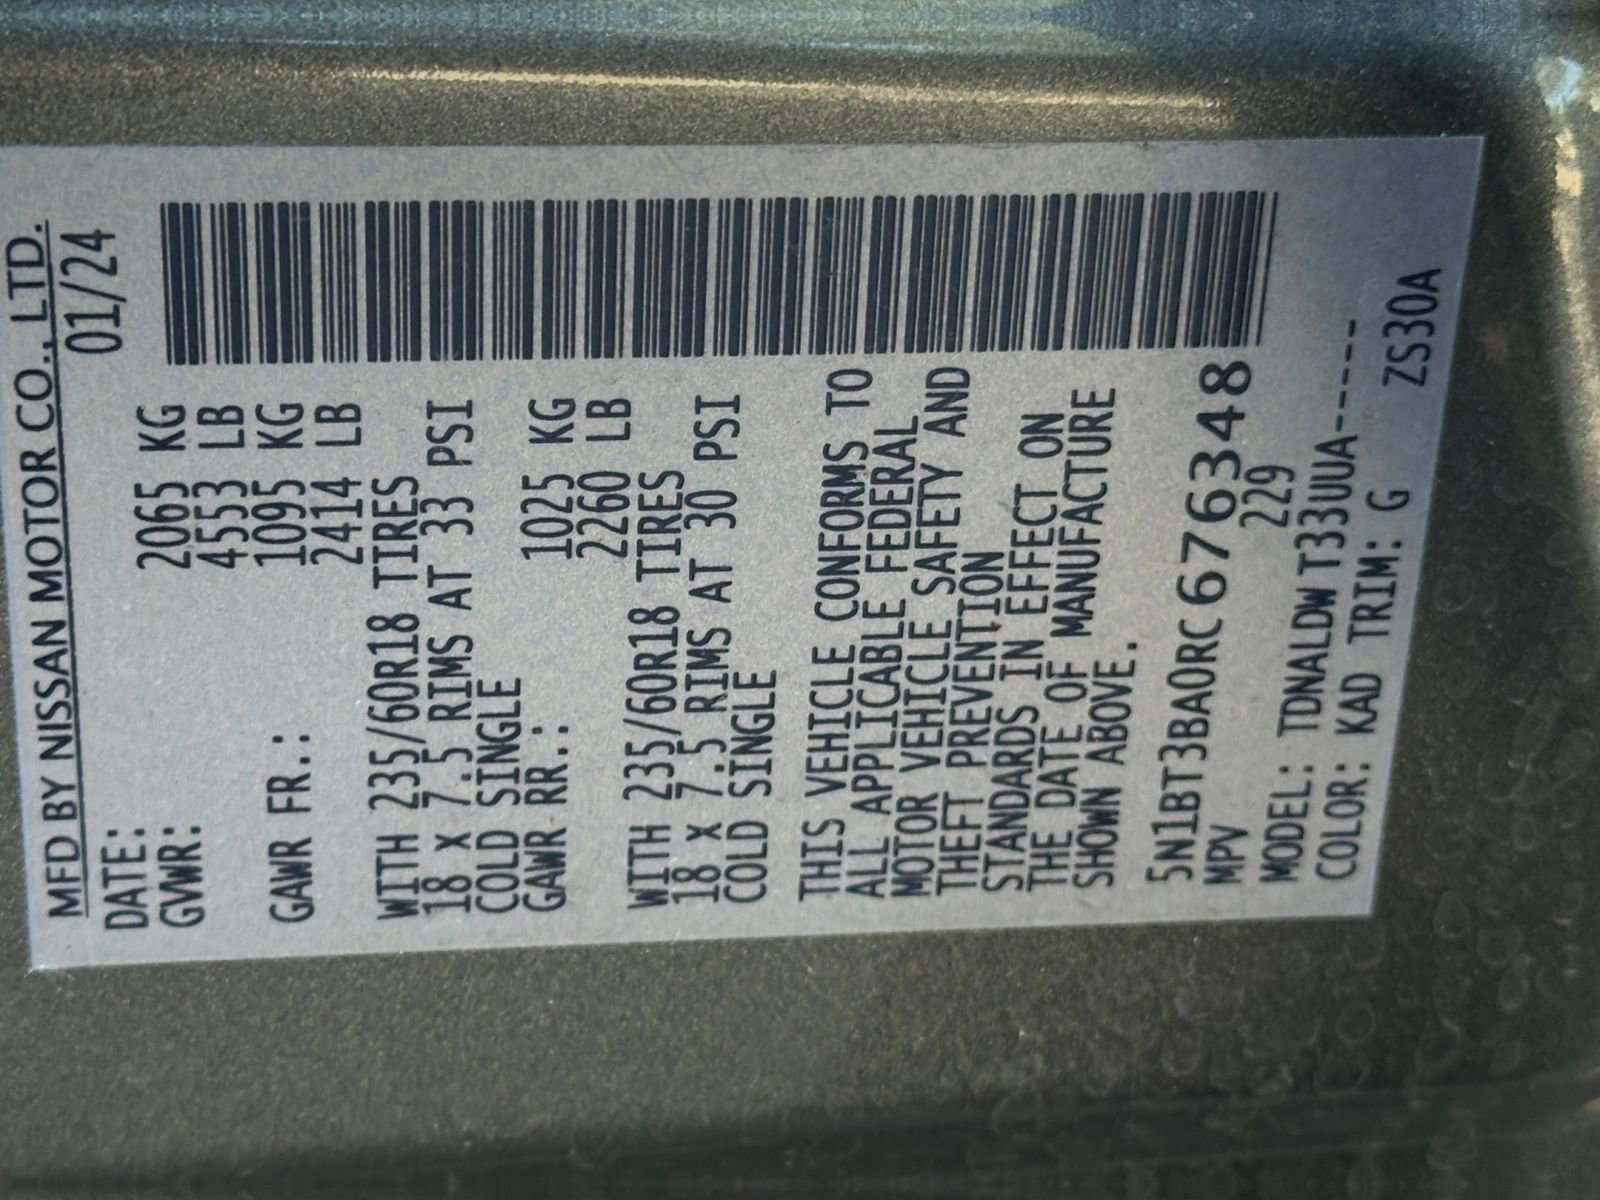 MFD BY NISSAN MOTOR CO., LTD.
DATE: 01/24
GVWR: 2065 KG
4553 LB
GAWR FR.: 1095 KG
2414 LB
WITH 235/60R18 TIRES
18 x 7.5 RIMS AT 33 PSI
COLD SINGLE
GAWR RR.: 1025 KG
2260 LB
WITH 235/60R18 TIRES
18 x 7.5 RIMS AT 30 PSI
COLD SINGLE
THIS VEHICLE CONFORMS TO
ALL APPLICABLE FEDERAL
MOTOR VEHICLE SAFETY AND
THEFT PREVENTION
STANDARDS IN EFFECT ON
THE DATE OF MANUFACTURE
SHOWN ABOVE.
5N1BT3BA0RC676348
MPV 229
MODEL: TDNALDW T33UUA-----
COLOR: KAD TRIM: G ZS30A